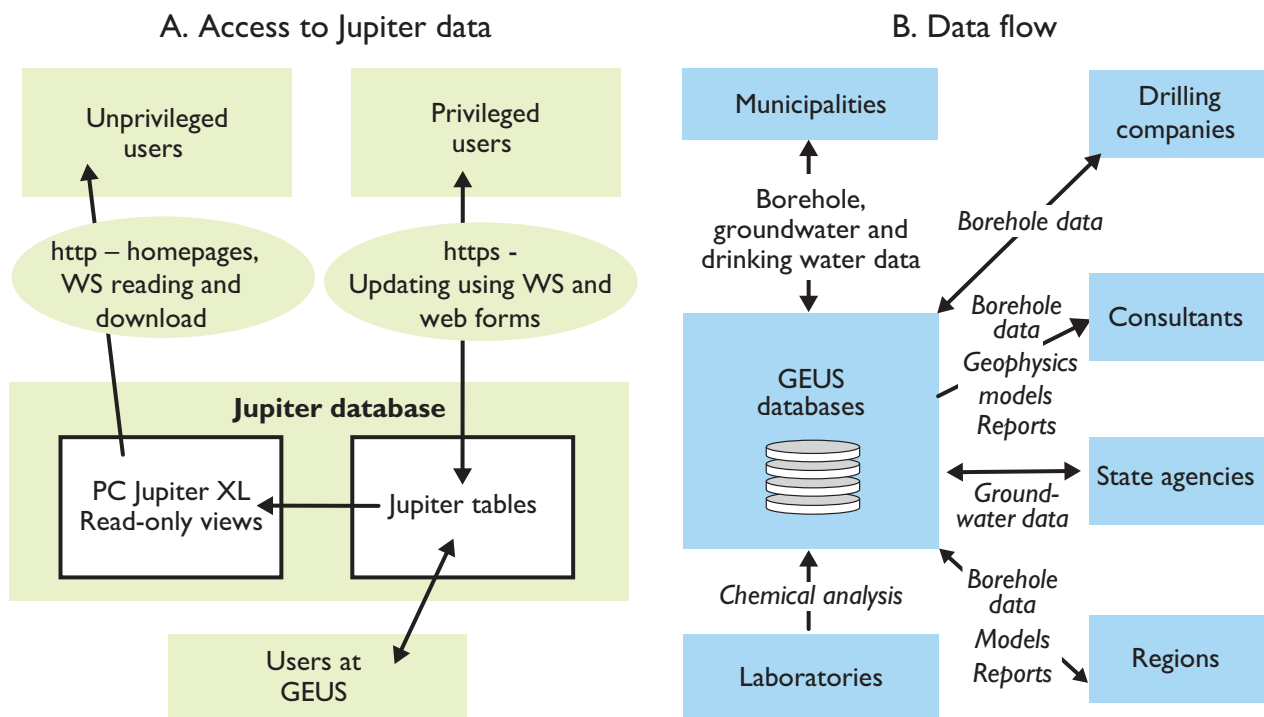 A. Access to Jupiter data
Unprivileged
users
Privileged
users
http – homepages,
WS reading and
download
https -
Updating using WS and
web forms
Jupiter database
PC Jupiter XL
Read-only views
Jupiter tables
Users at
GEUS
B. Data flow
Municipalities
Drilling
companies
Borehole,
groundwater and
drinking water data
Borehole data
GEUS
databases
Borehole
data
Geophysics
models
Reports
Consultants
Ground-
water data
State agencies
Chemical analysis
Borehole
data
Models
Reports
Laboratories
Regions